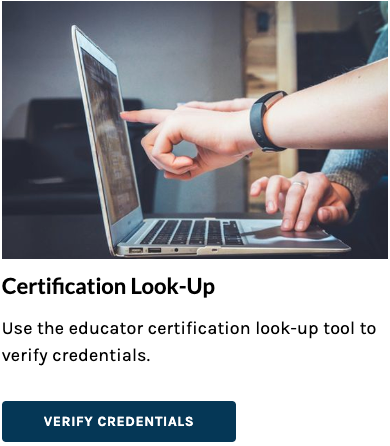 Certification Look-Up
Use the educator certification look-up tool to
verify credentials.
VERIFY CREDENTIALS